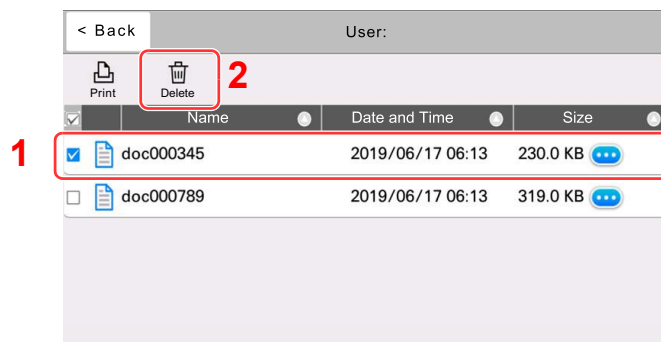 < Back User:
Print Delete 2
Name Date and Time Size
1 doc000345 2019/06/17 06:13 230.0 KB
doc000789 2019/06/17 06:13 319.0 KB